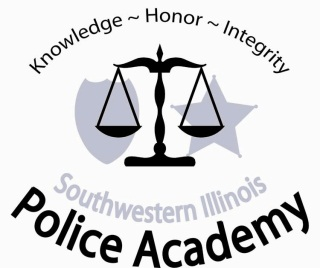 Knowledge ~ Honor ~ Integrity
Southwestern Illinois
Police Academy